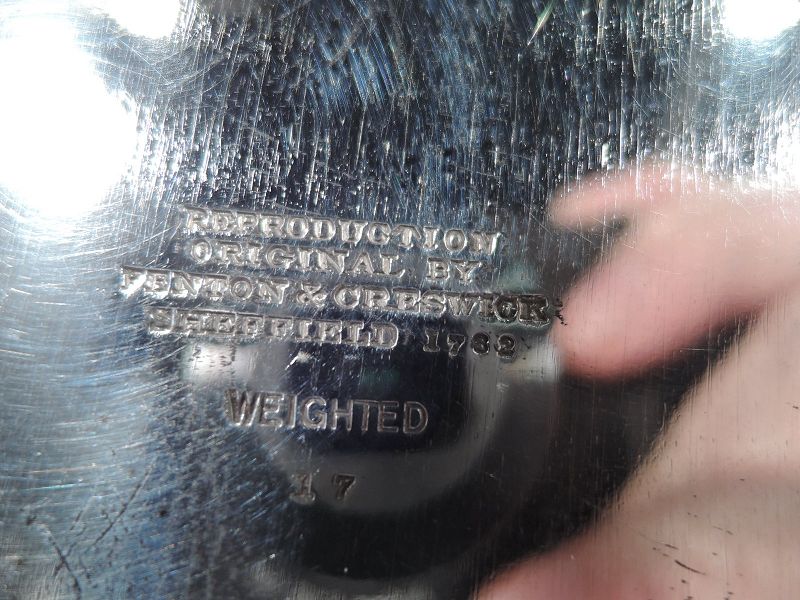 REPRODUCTION
ORIGINAL BY
FENTON & CRESWICK
SHEFFIELD 1782
WEIGHTED
17